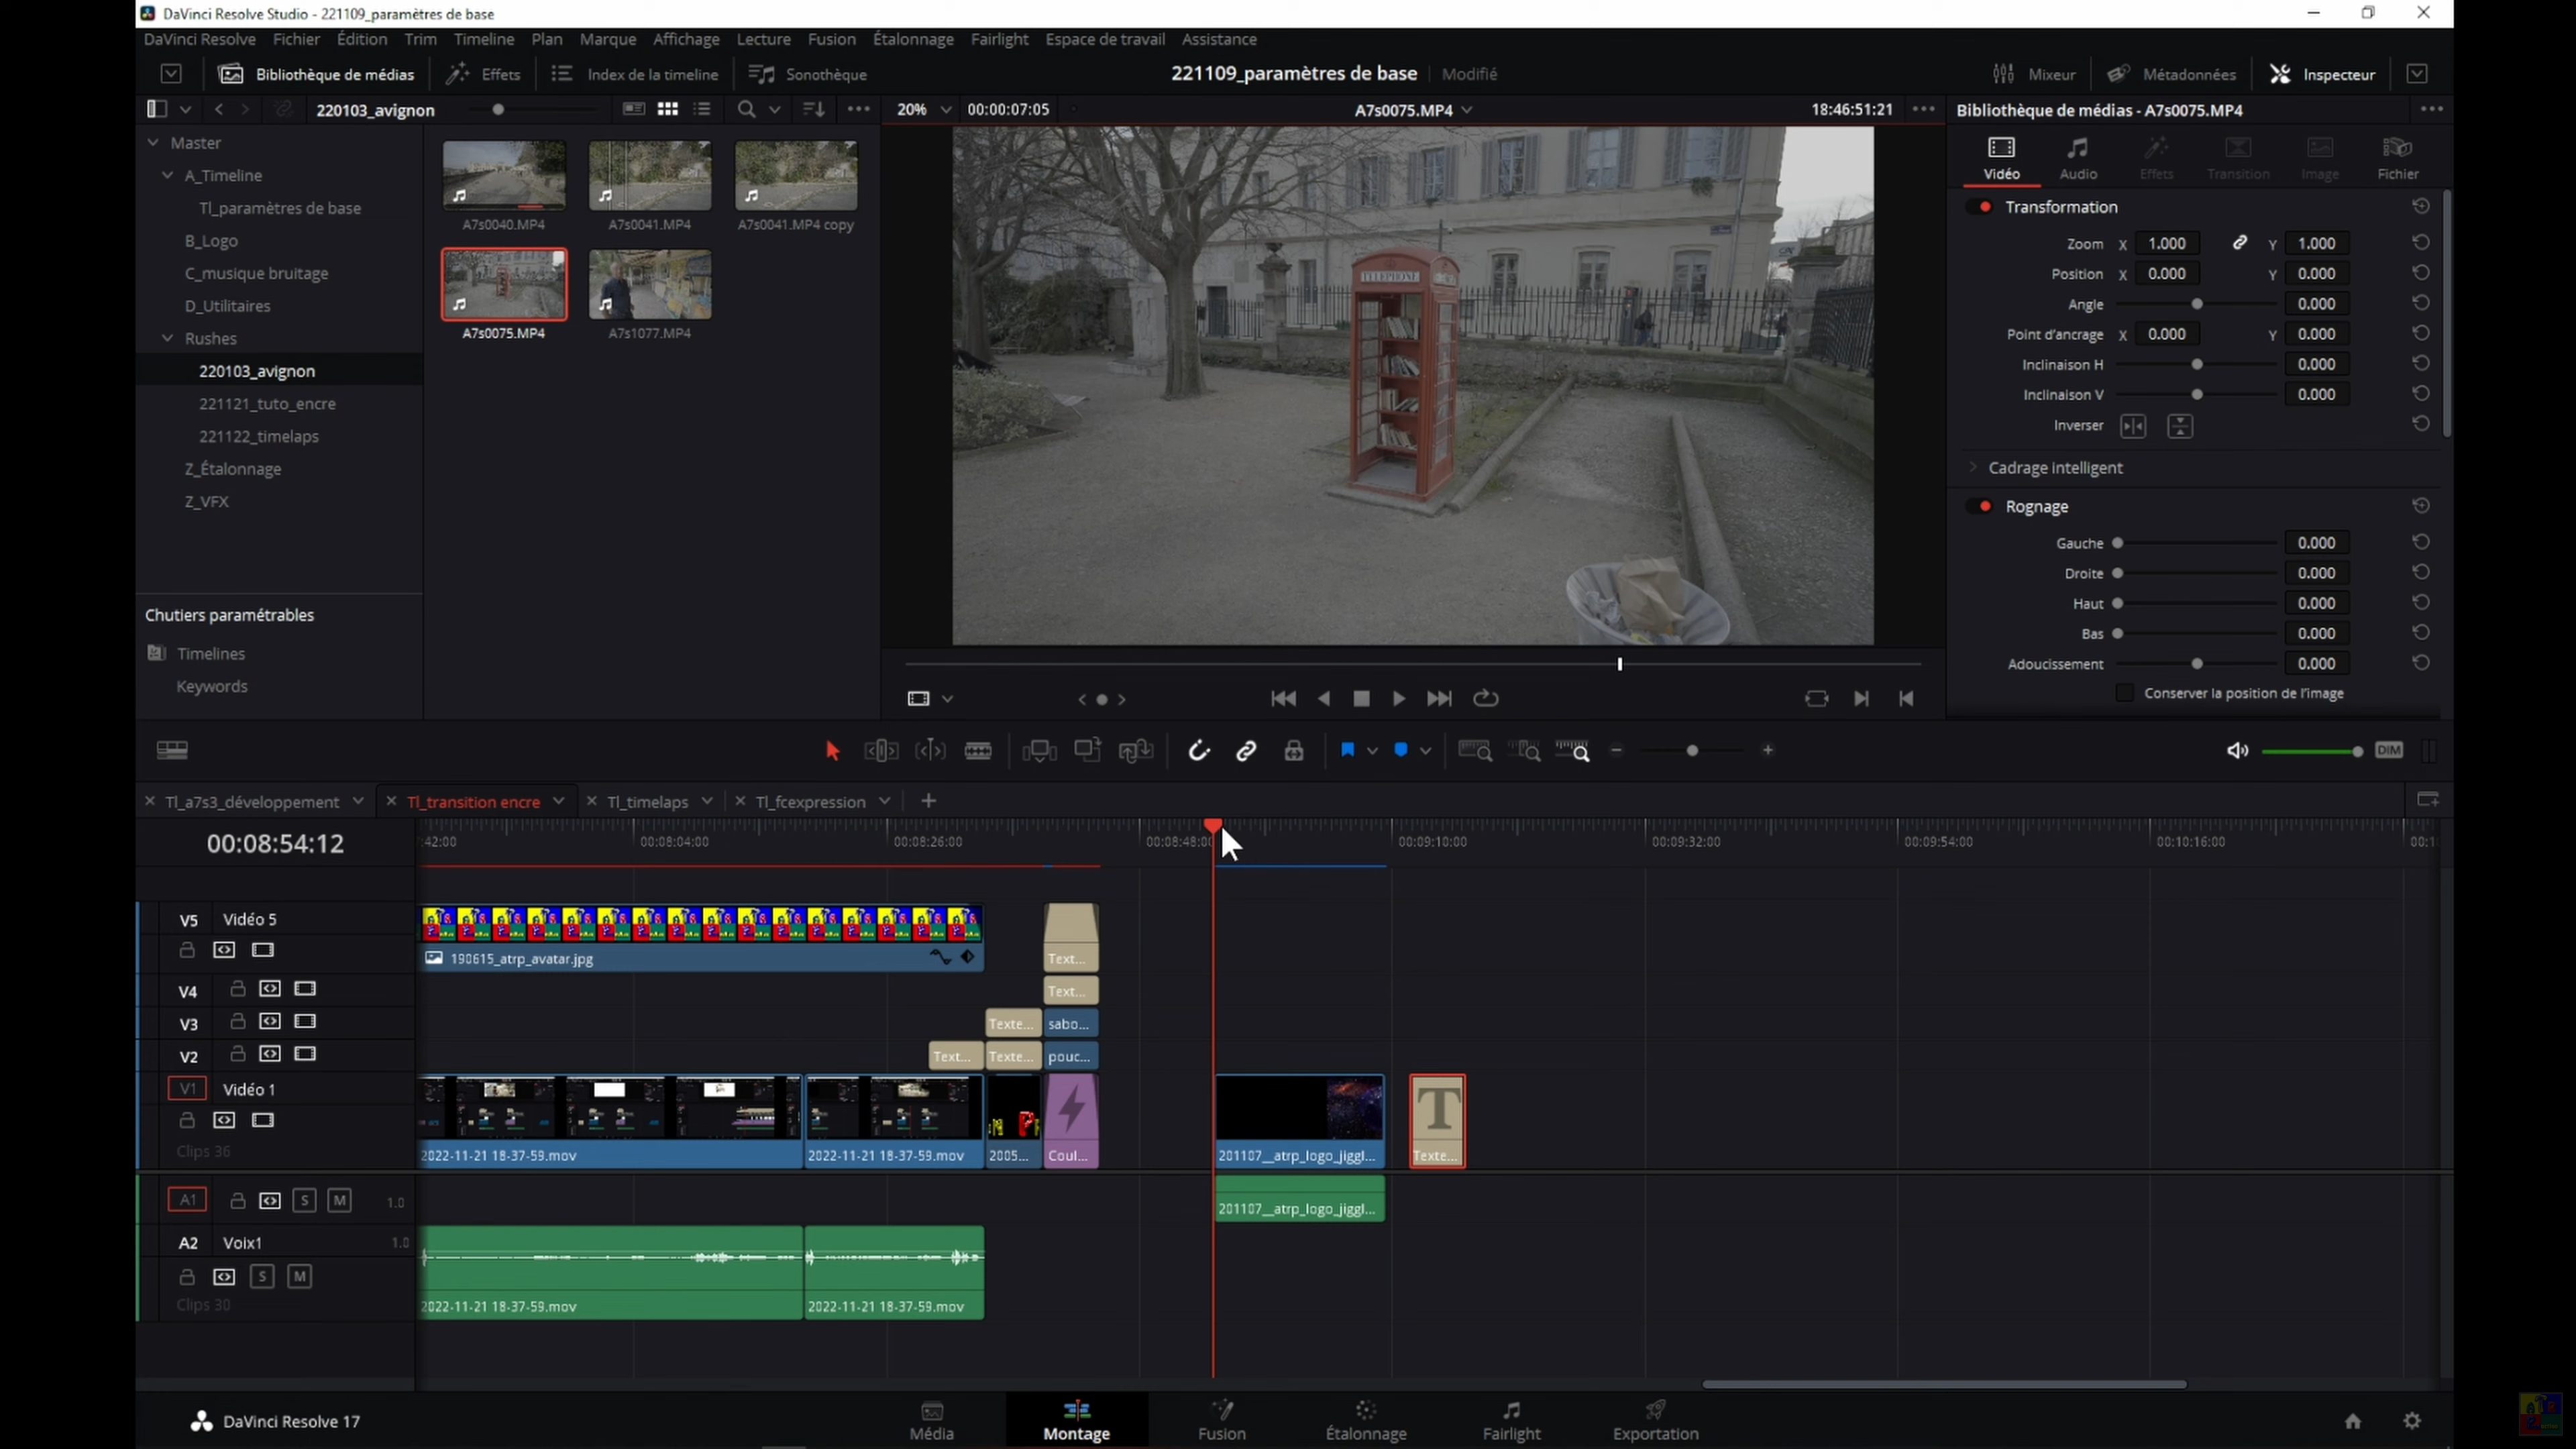 DaVinci Resolve Studio - 221109_paramètres de base
DaVinci Resolve Fichier Édition Trim Timeline Plan Marque Affichage Lecture Fusion Étalonnage Fairlight Espace de travail Assistance
Bibliothèque de médias Effets Index de la timeline Sonothèque 221109_paramètres de base Modifié Mixeur Métadonnées Inspecteur
220103_avignon 20% 00:00:07:05 A7s0075.MP4 18:46:51:21 Bibliothèque de médias - A7s0075.MP4
Master
A_Timeline
Tl_paramètres de base
B_Logo
C_musique bruitage
D_Utilitaires
Rushes
220103_avignon
221121_tuto_encre
221122_timelaps
Z_Étalonnage
Z_VFX
Chutiers paramétrables
Timelines
Keywords
A7s0040.MP4 A7s0041.MP4 A7s0041.MP4 copy
A7s0075.MP4 A7s1077.MP4
TELEPHONE
Vidéo Audio Effets Transition Image Fichier
Transformation
Zoom X 1.000 Y 1.000
Position X 0.000 Y 0.000
Angle 0.000
Point d'ancrage X 0.000 Y 0.000
Inclinaison H 0.000
Inclinaison V 0.000
Inverser
Cadrage intelligent
Rognage
Gauche 0.000
Droite 0.000
Haut 0.000
Bas 0.000
Adoucissement 0.000
Conserver la position de l'image
DIM
Tl_a7s3_développement Tl_transition encre Tl_timelaps Tl_fcexpression
00:08:54:12 :42:00 00:08:04:00 00:08:26:00 00:08:48:00 00:09:10:00 00:09:32:00 00:09:54:00 00:10:16:00 00:1
V5 Vidéo 5
190615_atrp_avatar.jpg Text...
V4 Text...
V3 Texte... sabo...
V2 Text... Texte... pouc...
V1 Vidéo 1
T
Clips 36 2022-11-21 18-37-59.mov 2022-11-21 18-37-59.mov 2005... Coul... 201107__atrp_logo_jiggl... Texte...
A1 S M 1.0 201107__atrp_logo_jiggl...
A2 Voix1 1.0
S M
Clips 30 2022-11-21 18-37-59.mov 2022-11-21 18-37-59.mov
DaVinci Resolve 17 Média Montage Fusion Étalonnage Fairlight Exportation